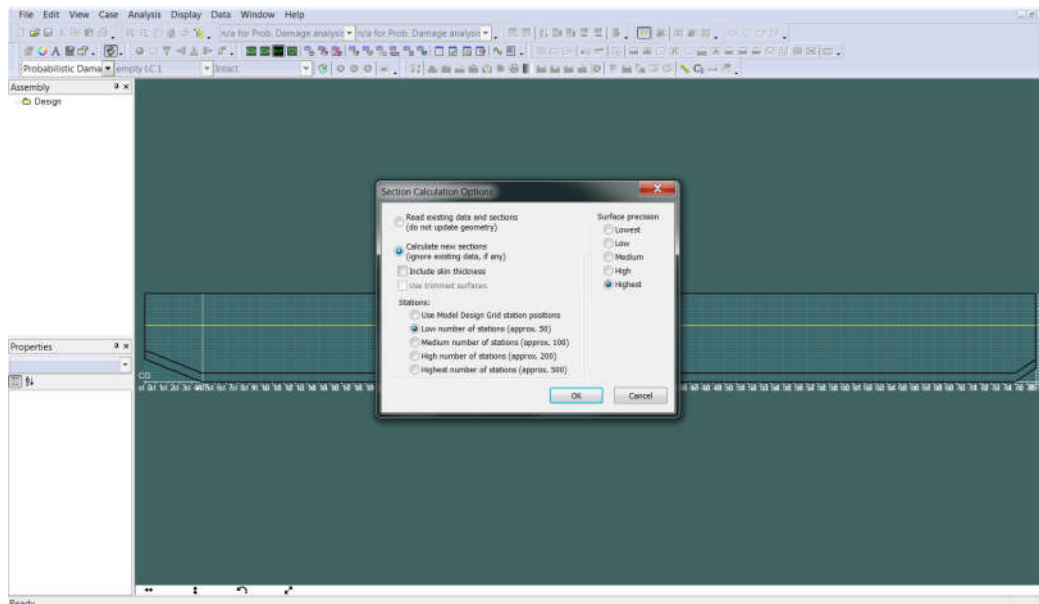 File Edit View Case Analysis Display Data Window Help
n/a for Prob. Damage analysis n/a for Prob. Damage analysis
Probabilistic Dama empty LC 1 Intact
Assembly
Design
Section Calculation Options
Read existing data and sections
(do not update geometry)
Calculate new sections
(ignore existing data, if any)
Include skin thickness
Use trimmed surfaces
Stations:
Use Model Design Grid station positions
Low number of stations (approx. 50)
Medium number of stations (approx. 100)
High number of stations (approx. 200)
Highest number of stations (approx. 500)
Surface precision
Lowest
Low
Medium
High
Highest
OK Cancel
Properties
CG
Ready